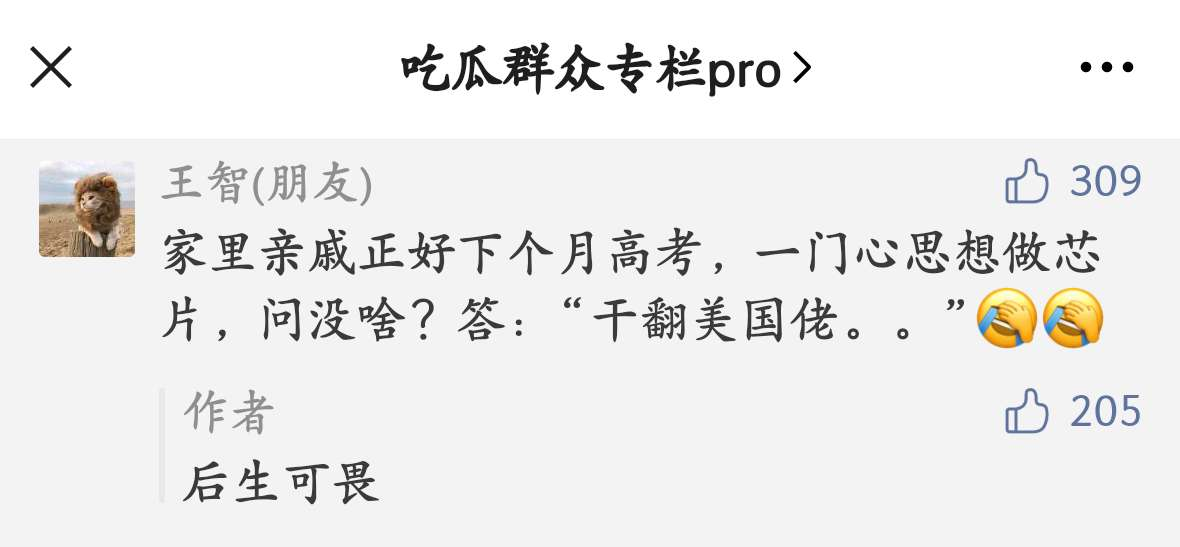 吃瓜群众专栏pro
王智(朋友)
309
家里亲戚正好下个月高考，一门心思想做芯
片，问没啥？答：“干翻美国佬。。”🤣🤣
作者
205
后生可畏